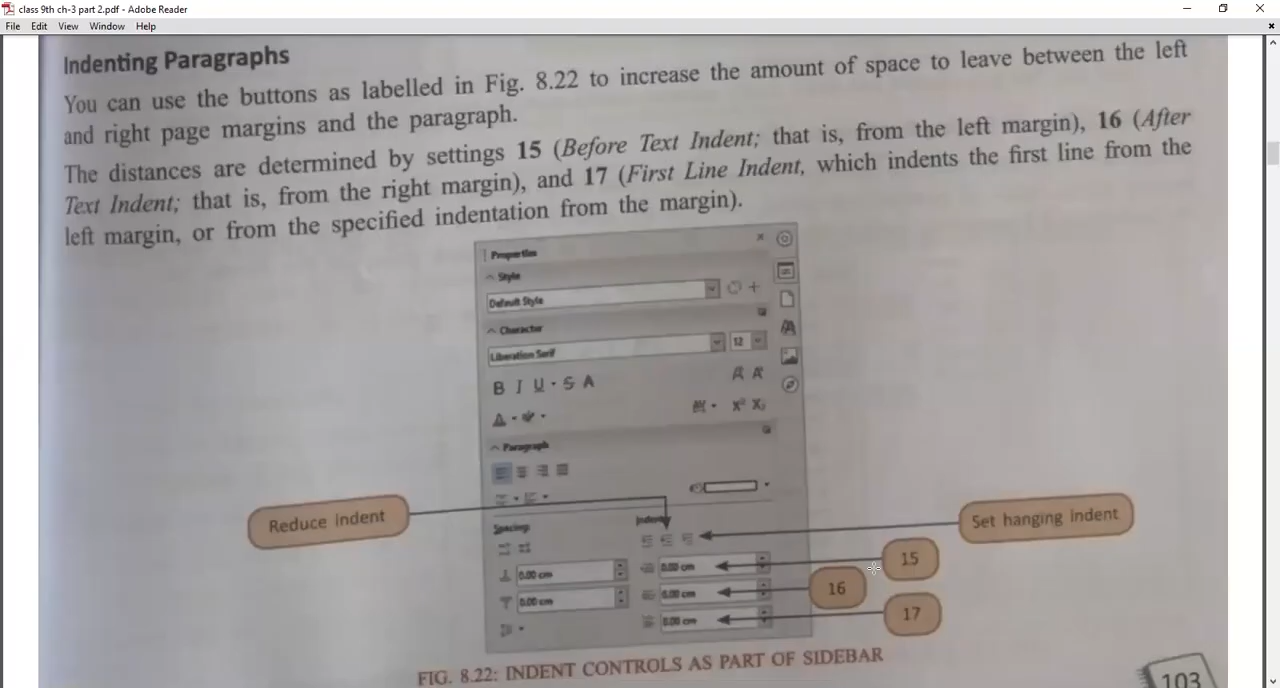 class 9th ch-3 part 2.pdf - Adobe Reader
File Edit View Window Help
Indenting Paragraphs
You can use the buttons as labelled in Fig. 8.22 to increase the amount of space to leave between the left
and right page margins and the paragraph.
The distances are determined by settings 15 (Before Text Indent; that is, from the left margin), 16 (After
Text Indent; that is, from the right margin), and 17 (First Line Indent, which indents the first line from the
left margin, or from the specified indentation from the margin).
Properties
Style
Default Style
Character
Liberation Serif 12
B I U S A
A A
X² X₂
Paragraph
Reduce indent
Set hanging indent
Spacing Indent
0.00 cm 0.00 cm 15
0.00 cm 0.00 cm 16
0.00 cm 17
FIG. 8.22: INDENT CONTROLS AS PART OF SIDEBAR
103